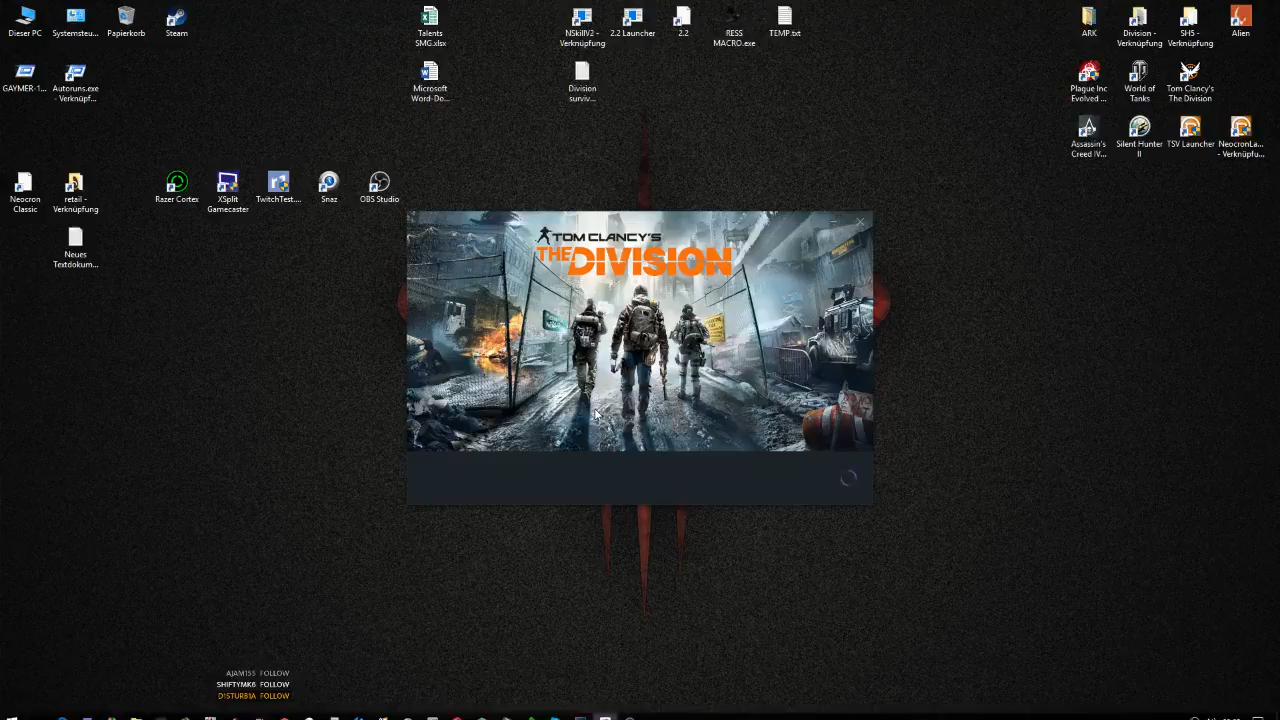 Dieser PC
Systemsteu...
Papierkorb
Steam
Talents
SMG.xlsx
NSkillV2 -
Verknüpfung
2.2 Launcher
2.2
RESS
MACRO.exe
TEMP.txt
ARK
Division -
Verknüpfung
SH5 -
Verknüpfung
Alien
GAYMER-1...
Autoruns.exe
- Verknüpf...
Microsoft
Word-Do...
Division
surviv...
Plague Inc
Evolved ...
World of
Tanks
Tom Clancy's
The Division
Assassin's
Creed IV...
Silent Hunter
II
TSV Launcher
NeocronLa...
- Verknüpfu...
Neocron
Classic
retail -
Verknüpfung
Razer Cortex
XSplit
Gamecaster
TwitchTest....
Snaz
OBS Studio
Neues
Textdokum...
TOM CLANCY'S
THE DIVISION
AJAM155 FOLLOW
SHIFTYMK6 FOLLOW
D1STURB1A FOLLOW